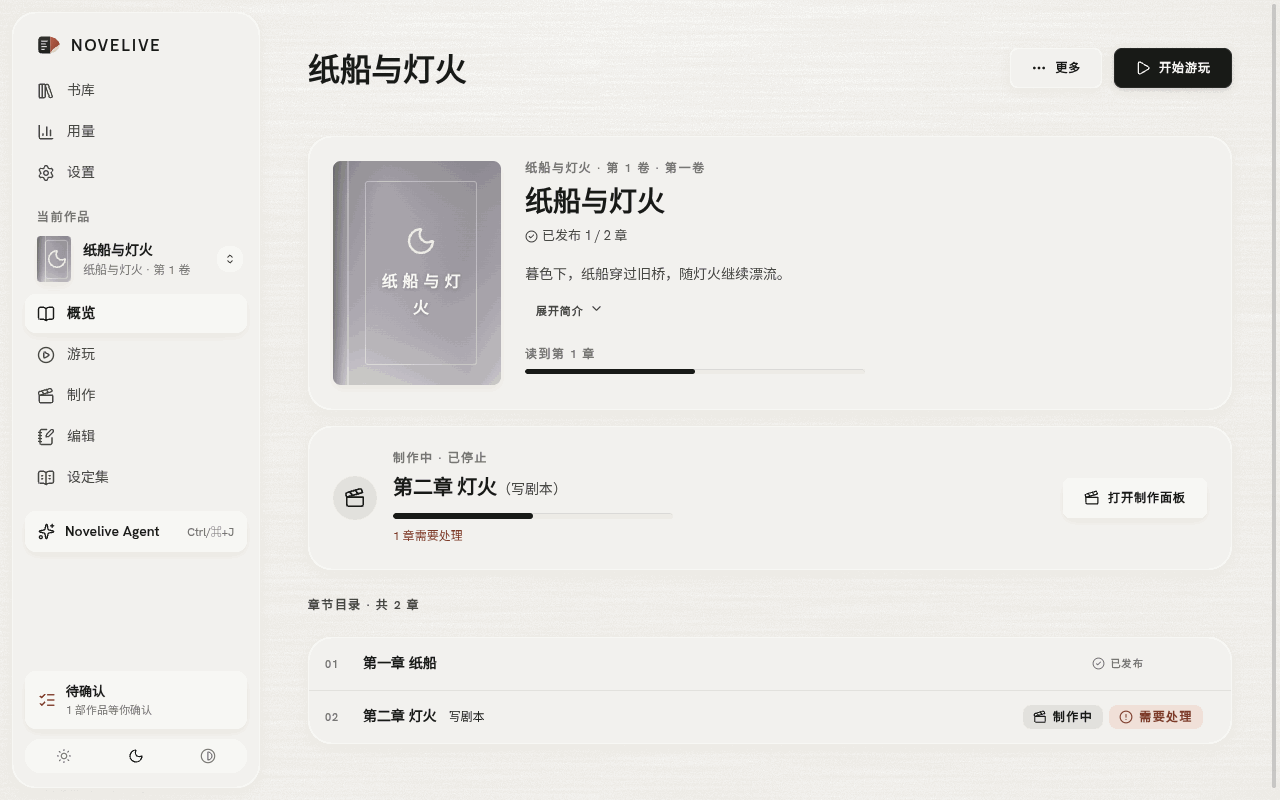 NOVELIVE
书库
用量
设置
当前作品
纸船与灯火
纸船与灯火 · 第 1 卷
概览
游玩
制作
编辑
设定集
Novelive Agent
Ctrl/⌘+J
待确认
1 部作品等你确认
纸船与灯火
更多
开始游玩
纸船与灯
火
纸船与灯火 · 第 1 卷 · 第一卷
纸船与灯火
已发布 1 / 2 章
暮色下，纸船穿过旧桥，随灯火继续漂流。
展开简介
读到第 1 章
制作中 · 已停止
第二章 灯火（写剧本）
1 章需要处理
打开制作面板
章节目录 · 共 2 章
01 第一章 纸船 已发布
02 第二章 灯火 写剧本 制作中 需要处理